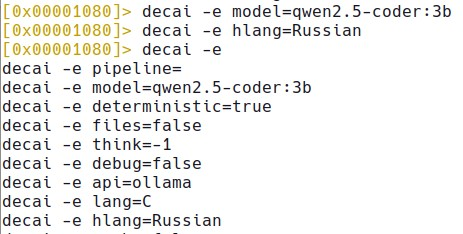 [0x00001080]> decai -e model=qwen2.5-coder:3b
[0x00001080]> decai -e hlang=Russian
[0x00001080]> decai -e
decai -e pipeline=
decai -e model=qwen2.5-coder:3b
decai -e deterministic=true
decai -e files=false
decai -e think=-1
decai -e debug=false
decai -e api=ollama
decai -e lang=C
decai -e hlang=Russian